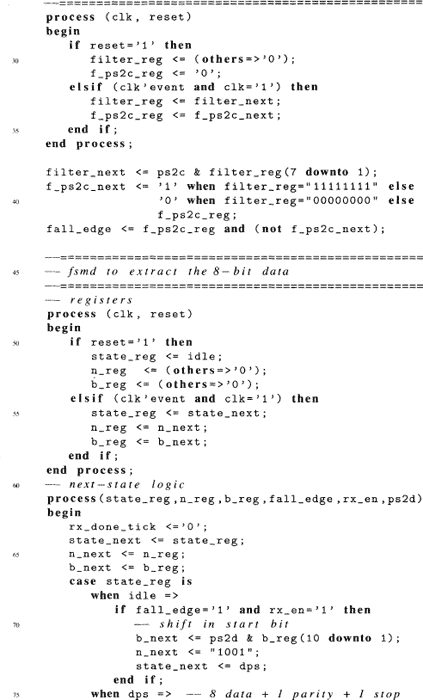 --================================================
process (clk, reset)
begin
if reset='1' then
30 filter_reg <= (others=>'0');
f_ps2c_reg <= '0';
elsif (clk'event and clk='1') then
filter_reg <= filter_next;
f_ps2c_reg <= f_ps2c_next;
35 end if;
end process;
filter_next <= ps2c & filter_reg(7 downto 1);
f_ps2c_next <= '1' when filter_reg="11111111" else
40 '0' when filter_reg="00000000" else
f_ps2c_reg;
fall_edge <= f_ps2c_reg and (not f_ps2c_next);
--================================================
45 -- fsmd to extract the 8-bit data
--================================================
-- registers
process (clk, reset)
begin
50 if reset='1' then
state_reg <= idle;
n_reg <= (others=>'0');
b_reg <= (others=>'0');
elsif (clk'event and clk='1') then
55 state_reg <= state_next;
n_reg <= n_next;
b_reg <= b_next;
end if;
end process;
60 -- next-state logic
process(state_reg,n_reg,b_reg,fall_edge,rx_en,ps2d)
begin
rx_done_tick <='0';
state_next <= state_reg;
65 n_next <= n_reg;
b_next <= b_reg;
case state_reg is
when idle =>
if fall_edge='1' and rx_en='1' then
70 -- shift in start bit
b_next <= ps2d & b_reg(10 downto 1);
n_next <= "1001";
state_next <= dps;
end if;
75 when dps => -- 8 data + 1 parity + 1 stop